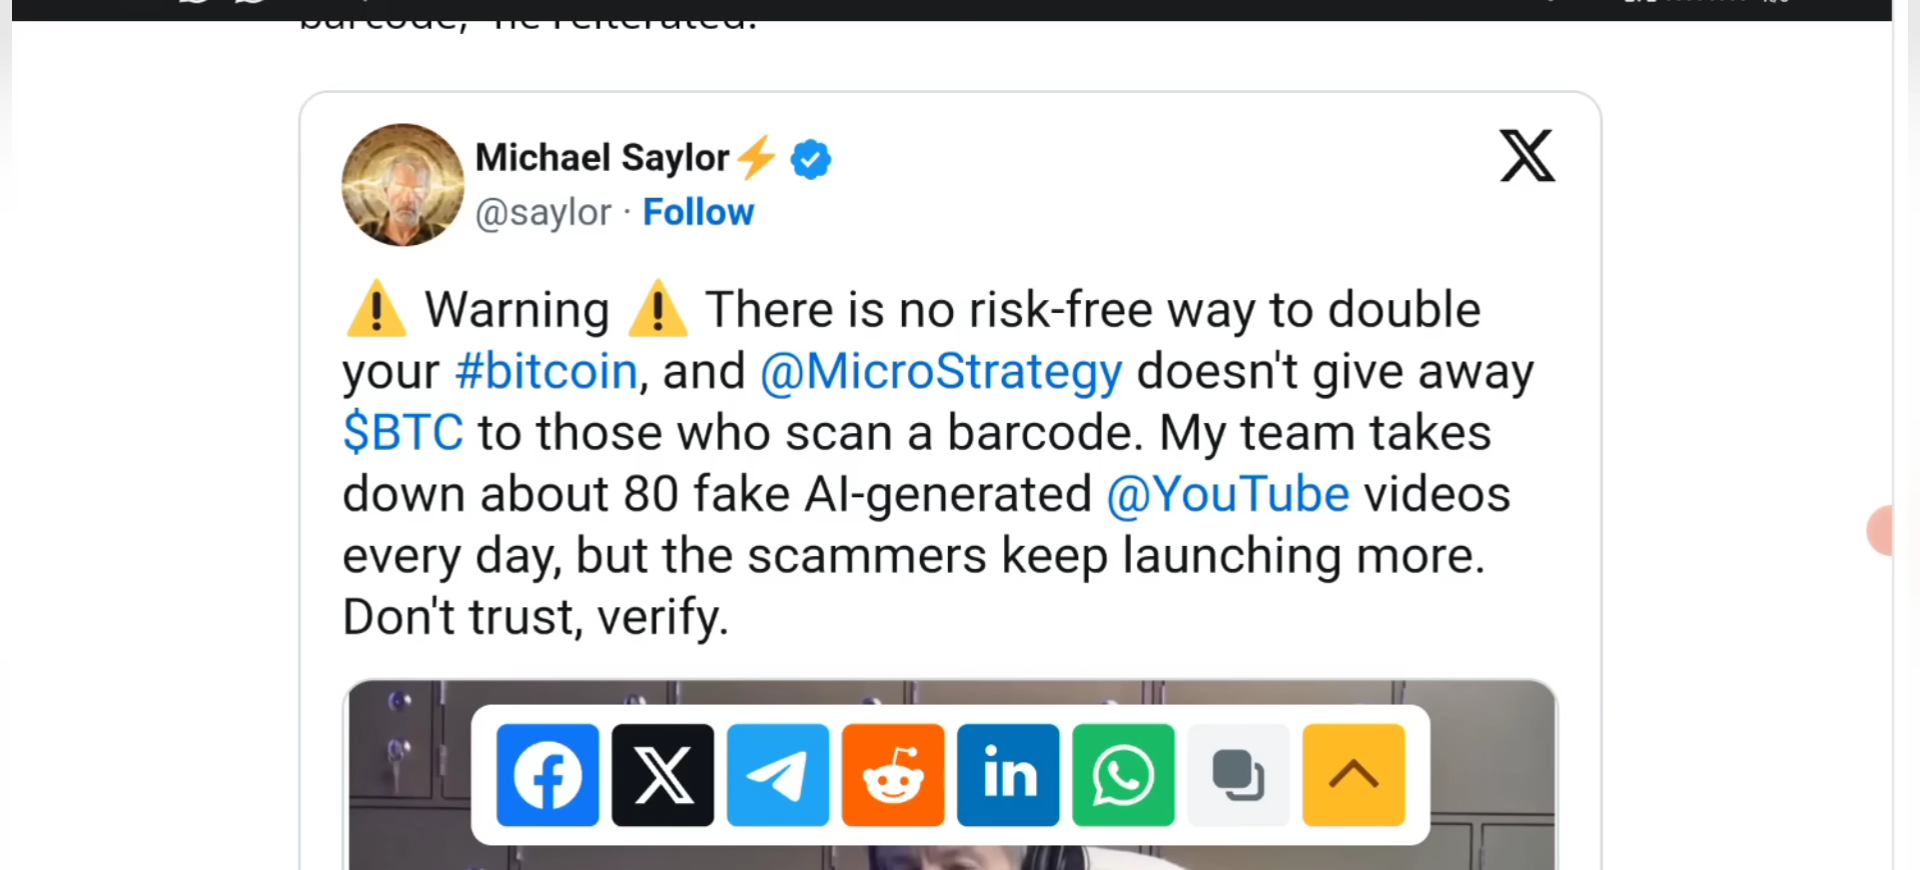 barcode," he reiterated.
Michael Saylor⚡
@saylor · Follow
⚠️ Warning ⚠️ There is no risk-free way to double
your #bitcoin, and @MicroStrategy doesn't give away
$BTC to those who scan a barcode. My team takes
down about 80 fake AI-generated @YouTube videos
every day, but the scammers keep launching more.
Don't trust, verify.
in